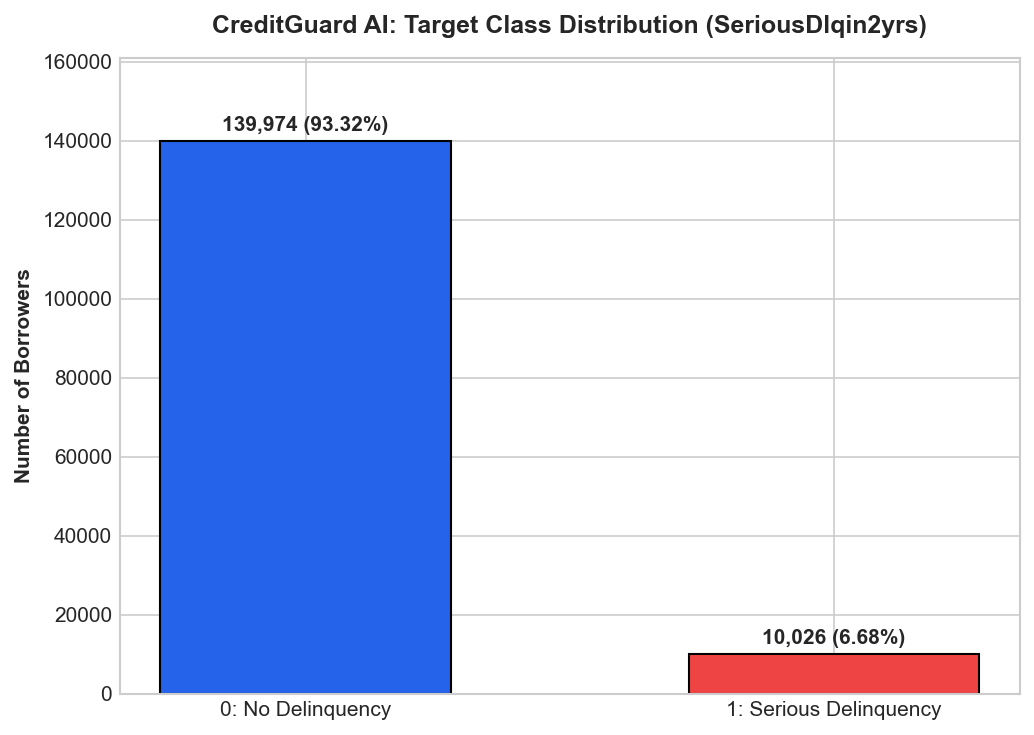 CreditGuard AI: Target Class Distribution (SeriousDlqin2yrs)
Number of Borrowers
160000
140000
120000
100000
80000
60000
40000
20000
0
139,974 (93.32%)
10,026 (6.68%)
0: No Delinquency
1: Serious Delinquency